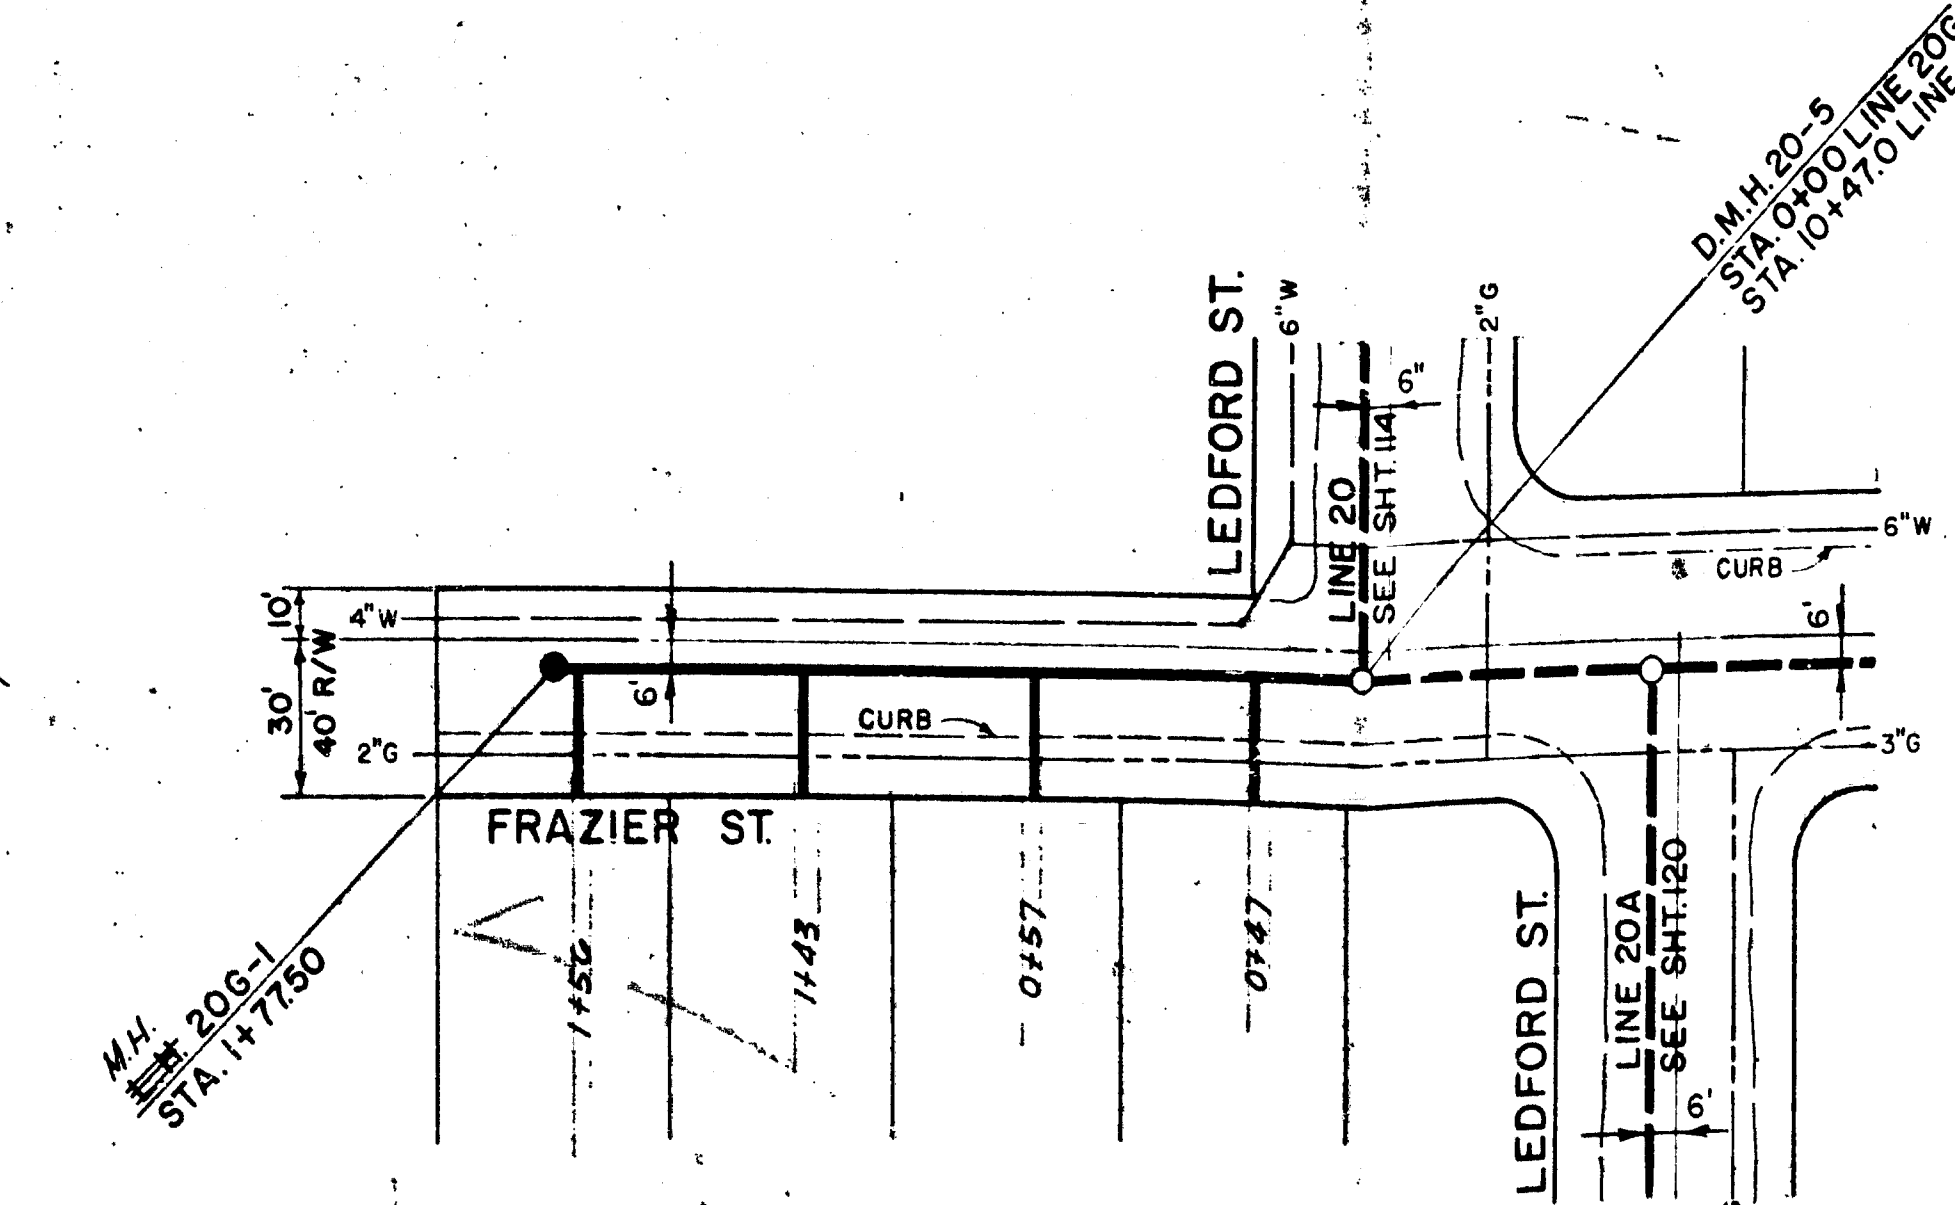 D.M.H. 20-5
STA. 0+00 LINE 20G
STA. 10+47.0 LINE
LEDFORD ST.
6"W
2"G
6"
LINE 20
SEE SHT. 114
6"W
CURB
10'
4"W
30'
40' R/W
6'
6'
CURB
2"G
3"G
FRAZIER ST.
1+56
1+43
0+57
0+47
LEDFORD ST.
LINE 20A
SEE SHT. 120
6'
M.H.
20G-1
STA. 1+77.50